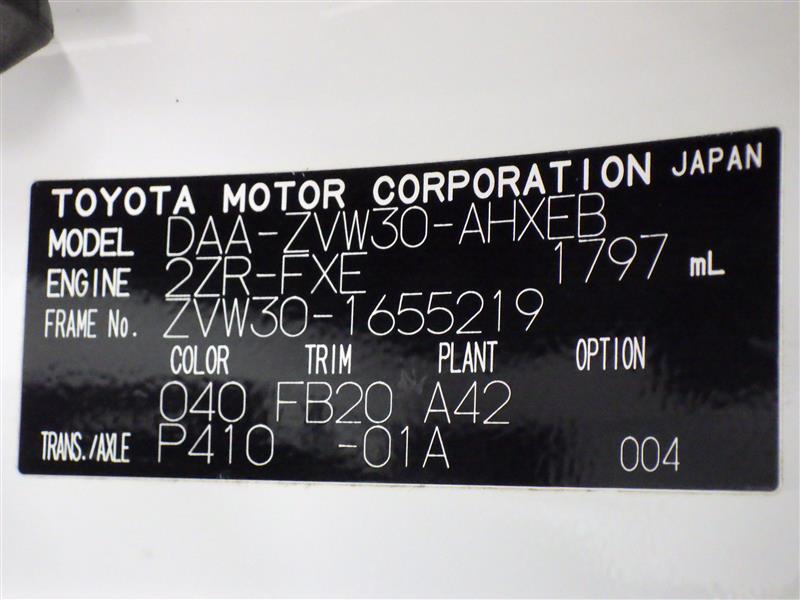 TOYOTA MOTOR CORPORATION JAPAN
MODEL DAA-ZVW30-AHXEB
ENGINE 2ZR-FXE 1797 mL
FRAME No. ZVW30-1655219
COLOR TRIM PLANT OPTION
040 FB20 A42
TRANS./AXLE P410 -01A 004